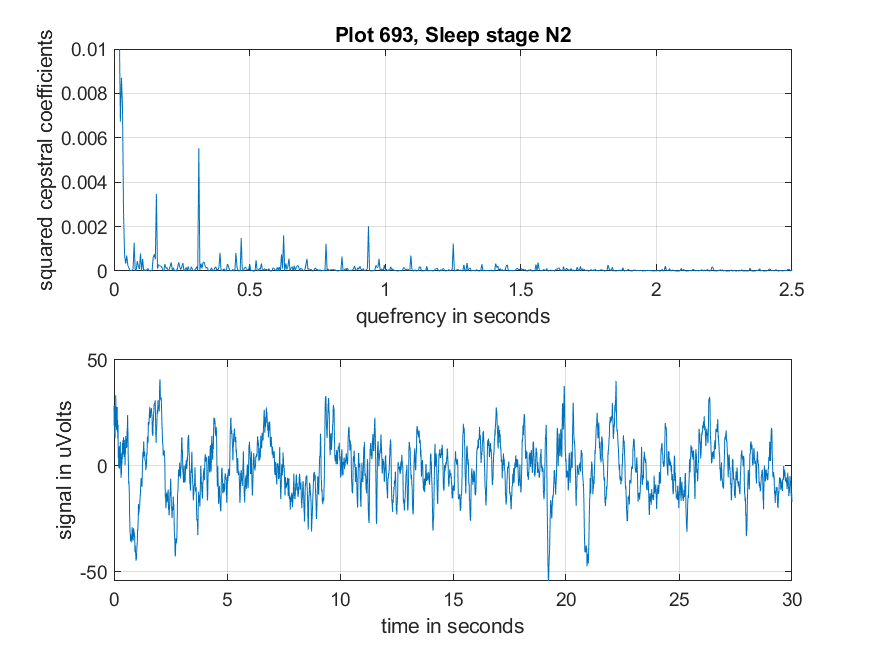 Plot 693, Sleep stage N2
squared cepstral coefficients
0.01
0.008
0.006
0.004
0.002
0
0 0.5 1 1.5 2 2.5
quefrency in seconds
signal in uVolts
50
0
-50
0 5 10 15 20 25 30
time in seconds